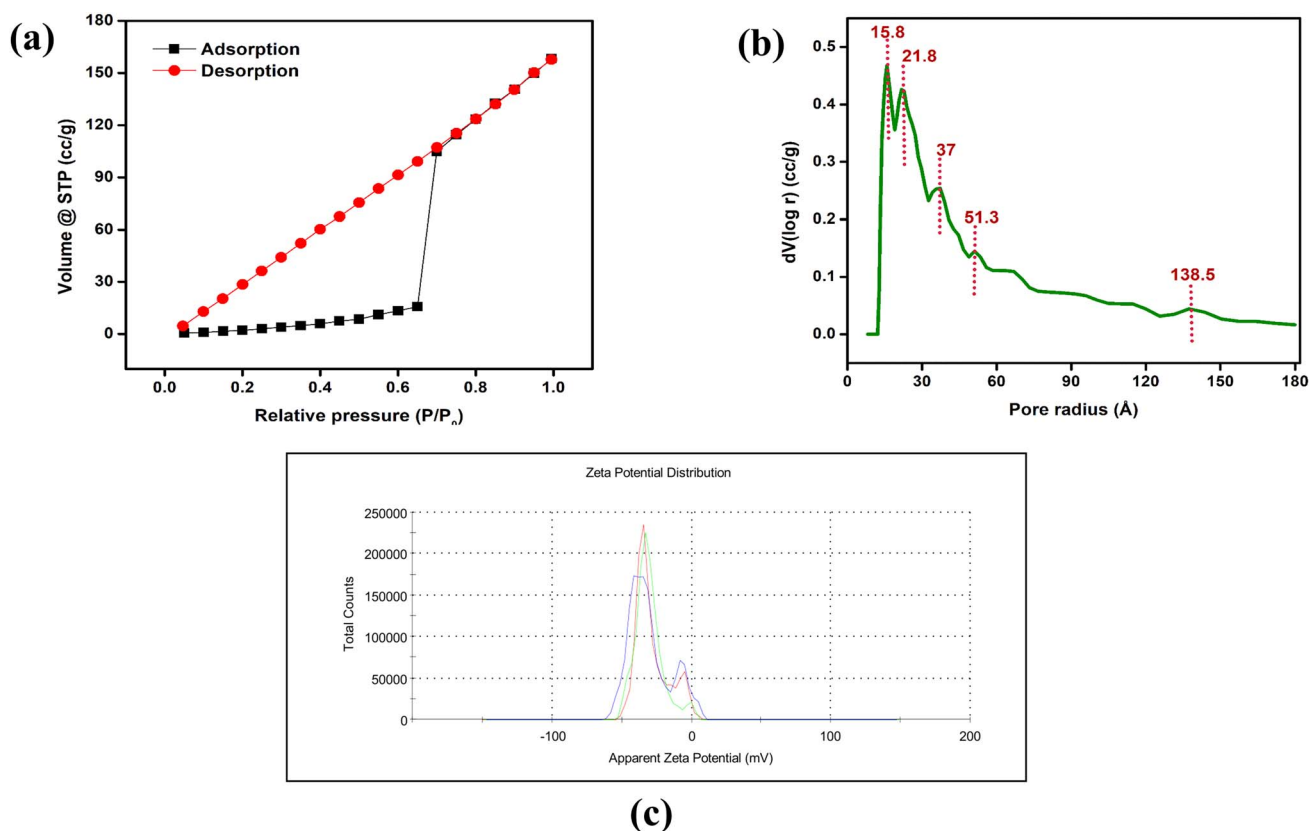 (a)
180
150
120
90
60
30
0
Volume @ STP (cc/g)
Adsorption
Desorption
0.0 0.2 0.4 0.6 0.8 1.0
Relative pressure (P/P₀)
(b)
0.5
0.4
0.3
0.2
0.1
0.0
dV(log r) (cc/g)
15.8
21.8
37
51.3
138.5
0 30 60 90 120 150 180
Pore radius (Å)
Zeta Potential Distribution
250000
200000
150000
100000
50000
0
Total Counts
-100 0 100 200
Apparent Zeta Potential (mV)
(c)